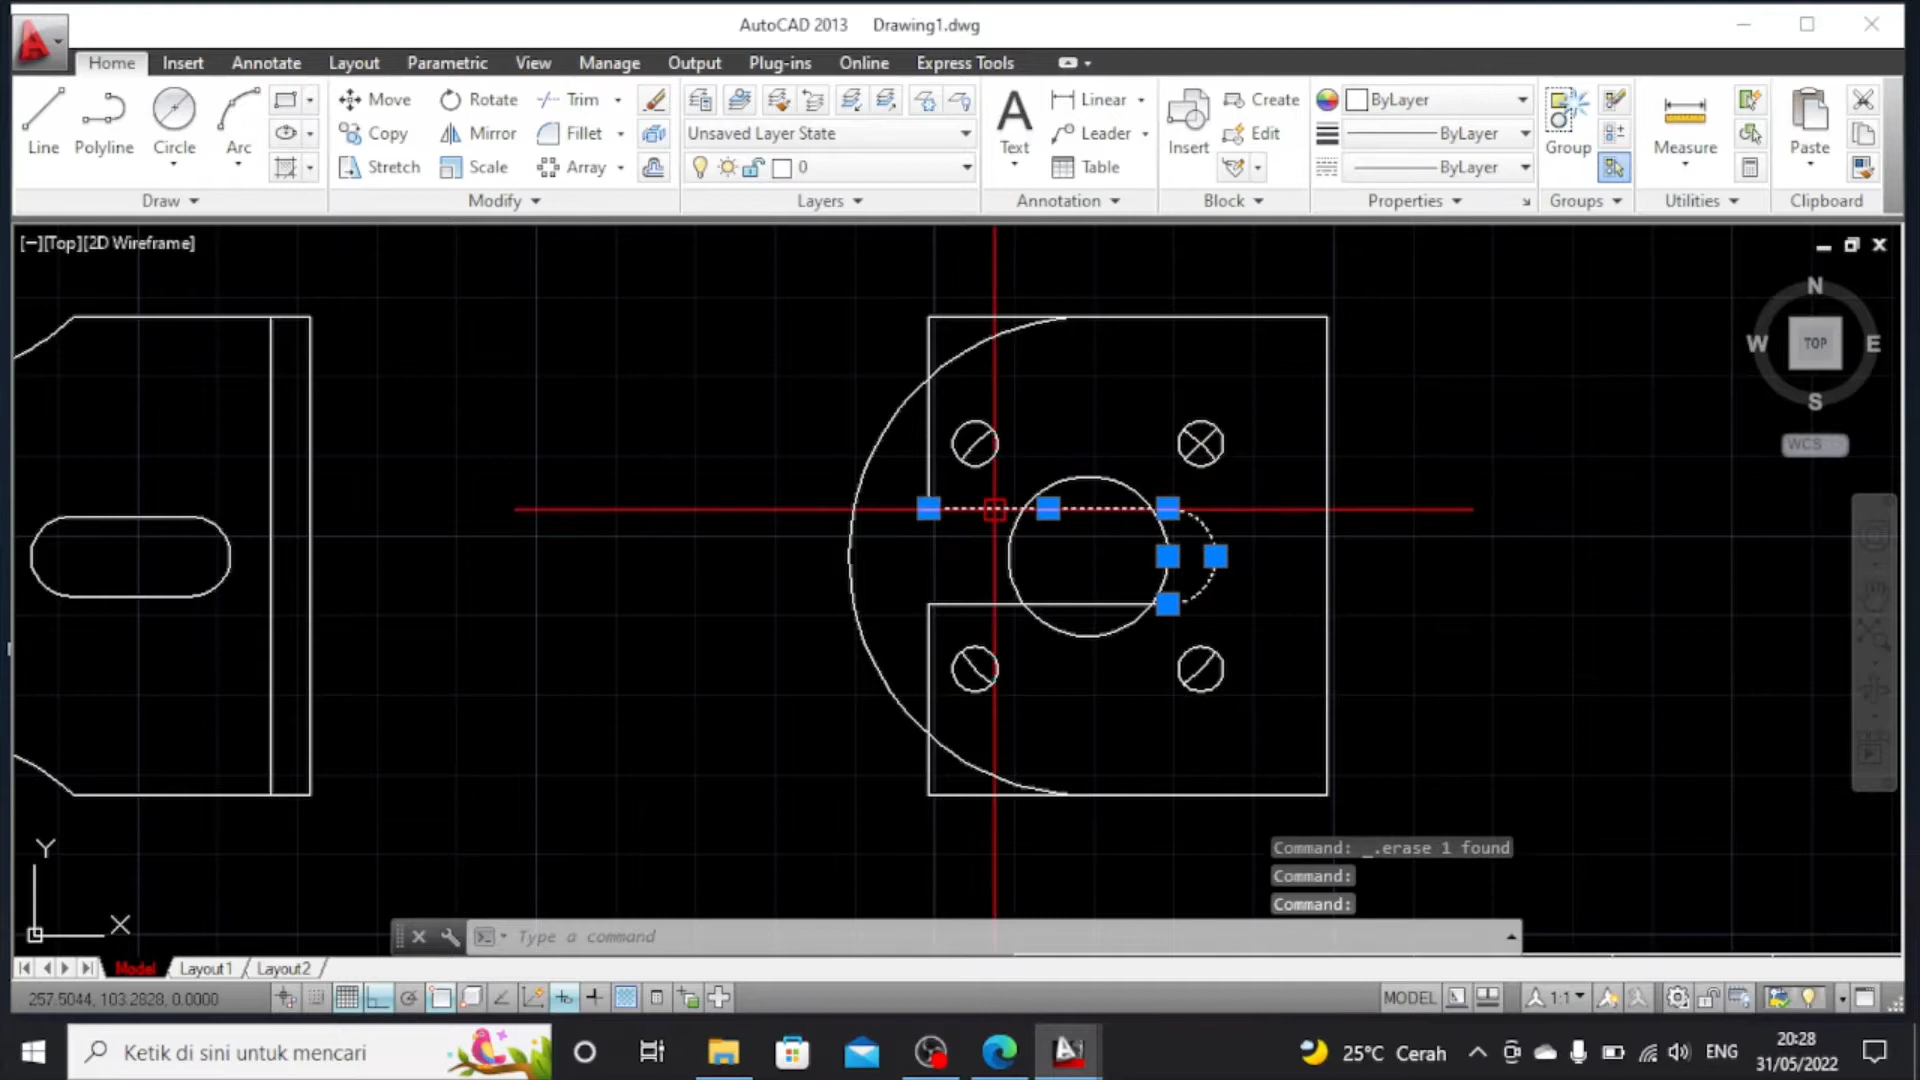 AutoCAD 2013 Drawing1.dwg
Home Insert Annotate Layout Parametric View Manage Output Plug-ins Online Express Tools
Line Polyline Circle Arc
Move Rotate Trim
Copy Mirror Fillet
Stretch Scale Array
Unsaved Layer State
0
Text
Linear
Leader
Table
Insert
Create
Edit
ByLayer
ByLayer
ByLayer
Group
Measure
Paste
Draw Modify Layers Annotation Block Properties Groups Utilities Clipboard
[−][Top][2D Wireframe]
N
W TOP E
S
WCS
Y
X
Command: _.erase 1 found
Command:
Command:
Type a command
Model Layout1 Layout2
257.5044, 103.2828, 0.0000 MODEL 1:1
Ketik di sini untuk mencari
25°C Cerah
ENG
20:28
31/05/2022